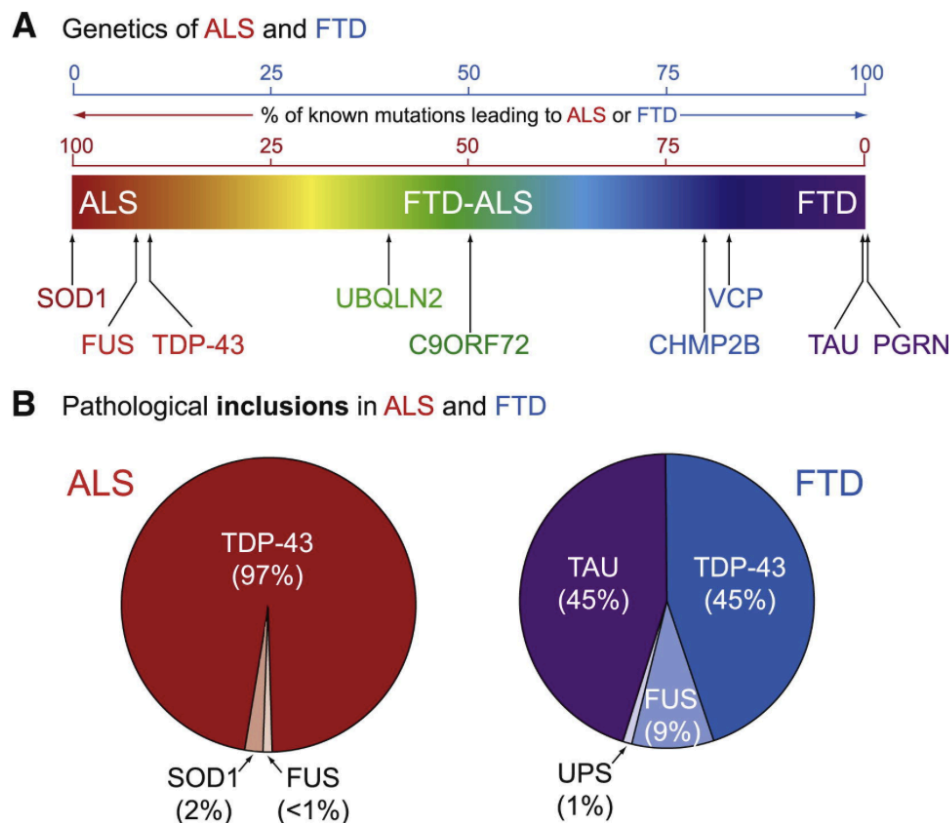 A Genetics of ALS and FTD
0 25 50 75 100
% of known mutations leading to ALS or FTD
100 25 50 75 0
ALS FTD-ALS FTD
SOD1 UBQLN2 VCP
FUS TDP-43 C9ORF72 CHMP2B TAU PGRN
B Pathological inclusions in ALS and FTD
ALS
TDP-43
(97%)
SOD1
(2%)
FUS
(<1%)
FTD
TAU
(45%)
TDP-43
(45%)
FUS
(9%)
UPS
(1%)